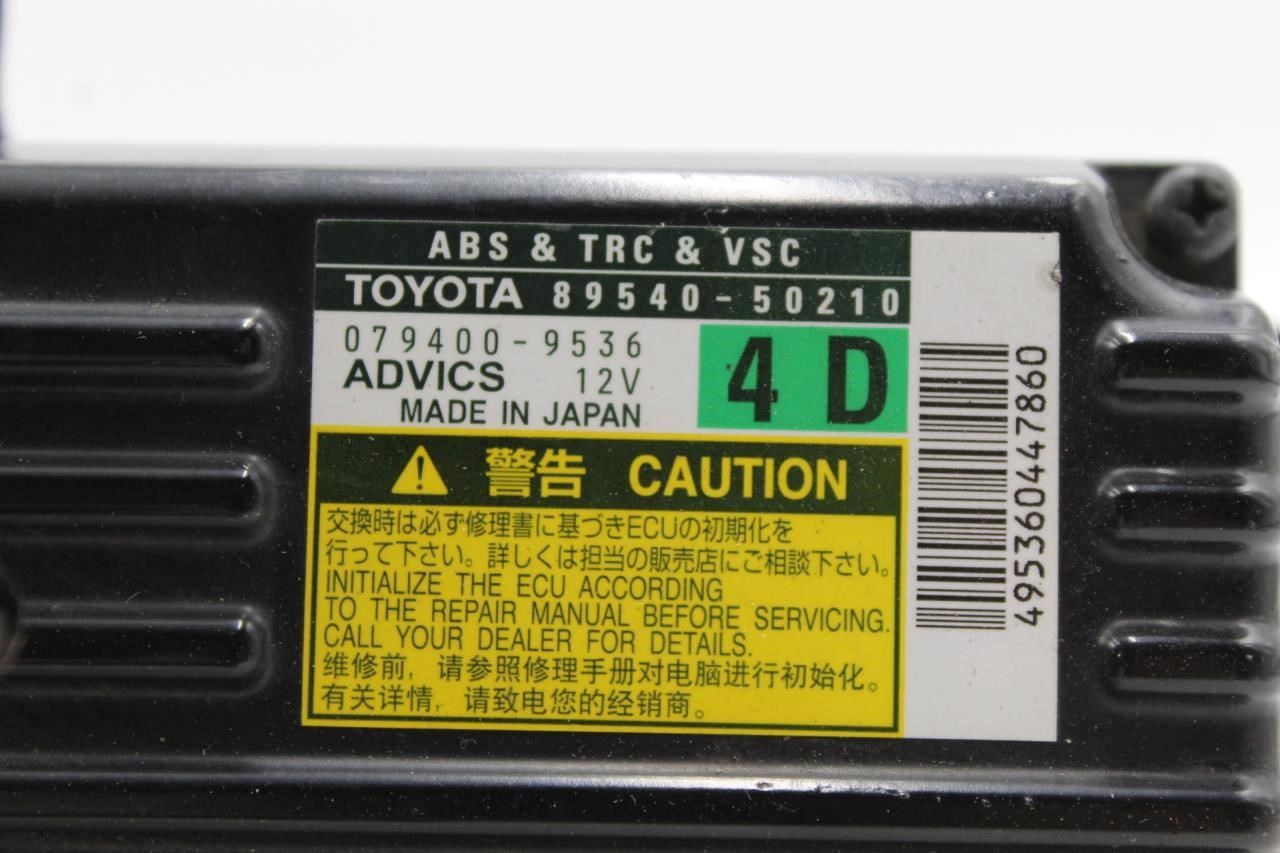 ABS & TRC & VSC
TOYOTA 89540-50210
079400-9536
ADVICS 12V
MADE IN JAPAN
4 D
警告 CAUTION
交換時は必ず修理書に基づきECUの初期化を
行って下さい。詳しくは担当の販売店にご相談下さい。
INITIALIZE THE ECU ACCORDING
TO THE REPAIR MANUAL BEFORE SERVICING.
CALL YOUR DEALER FOR DETAILS.
维修前，请参照修理手册对电脑进行初始化。
有关详情，请致电您的经销商。
4953604447860